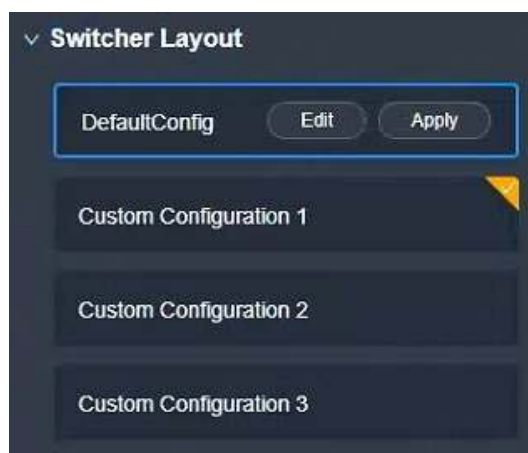 Switcher Layout
DefaultConfig Edit Apply
Custom Configuration 1
Custom Configuration 2
Custom Configuration 3